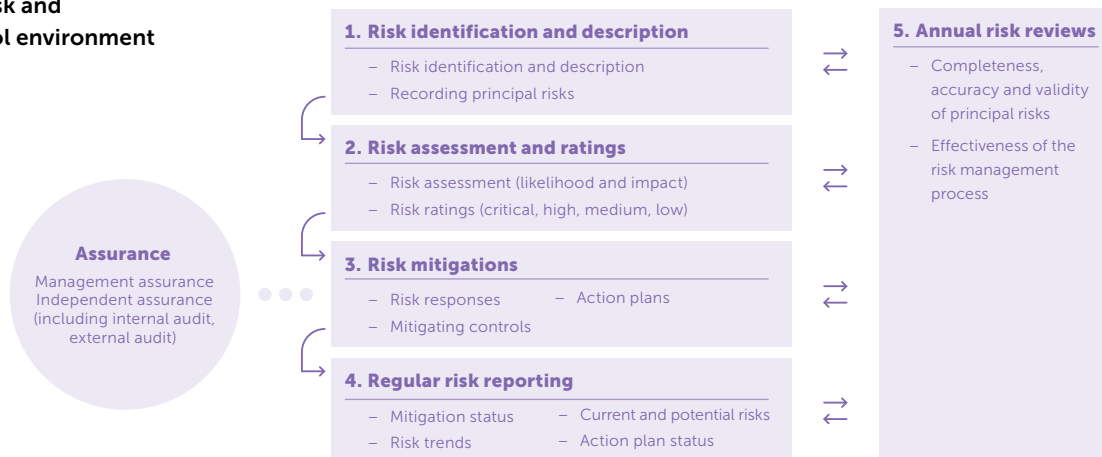 and
environment
1. Risk identification and description
– Risk identification and description
– Recording principal risks
2. Risk assessment and ratings
– Risk assessment (likelihood and impact)
– Risk ratings (critical, high, medium, low)
Assurance
Management assurance
Independent assurance
(including internal audit,
external audit)
3. Risk mitigations
– Risk responses
– Action plans
– Mitigating controls
4. Regular risk reporting
– Mitigation status
– Current and potential risks
– Risk trends
– Action plan status
5. Annual risk reviews
– Completeness,
accuracy and validity
of principal risks
– Effectiveness of the
risk management
process